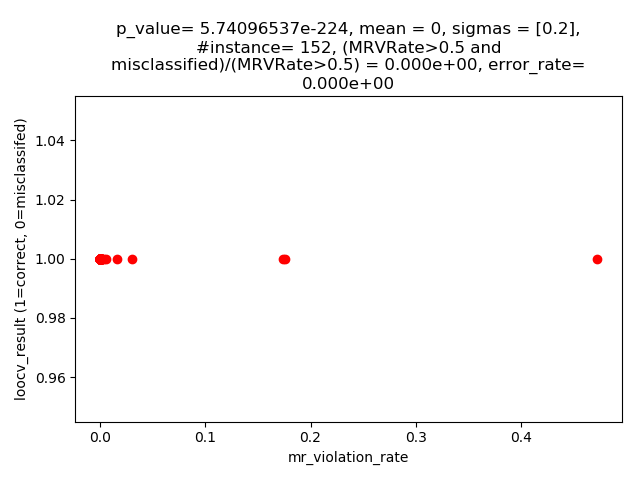 p_value= 5.74096537e-224, mean = 0, sigmas = [0.2],
#instance= 152, (MRVRate>0.5 and
misclassified)/(MRVRate>0.5) = 0.000e+00, error_rate=
0.000e+00
loocv_result (1=correct, 0=misclassifed)
1.04
1.02
1.00
0.98
0.96
0.0
0.1
0.2
0.3
0.4
mr_violation_rate